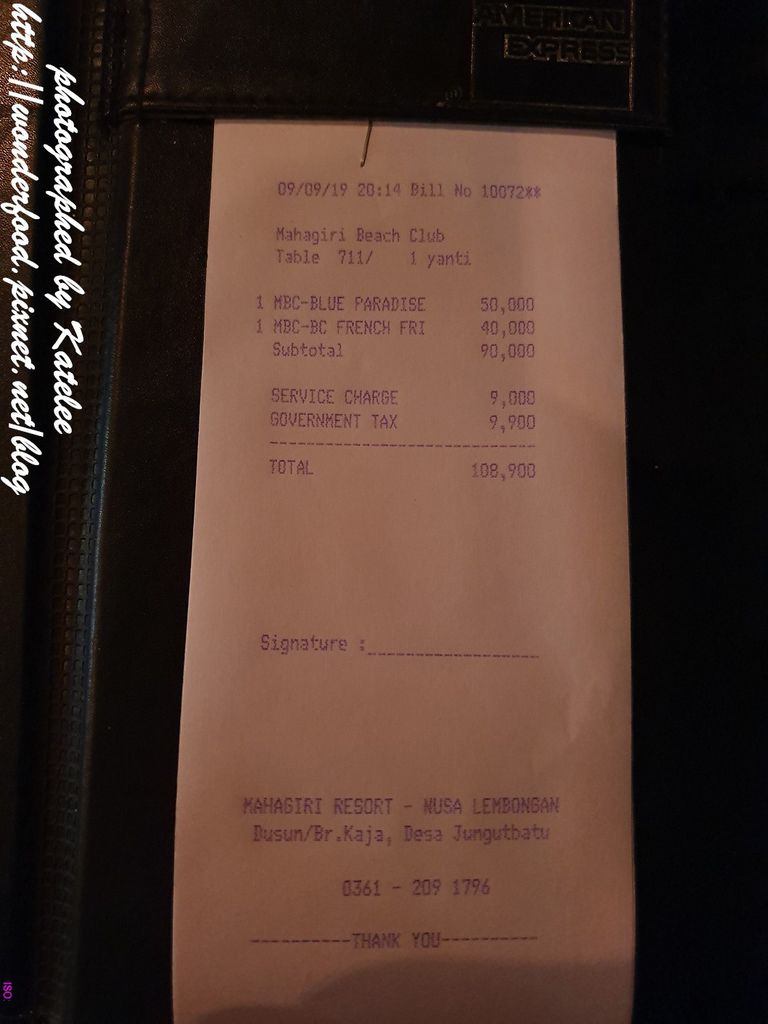 AMERICAN
EXPRESS
09/09/19 20:14 Bill No 10072**
Mahagiri Beach Club
Table 711/ 1 yanti
1 MBC-BLUE PARADISE 50,000
1 MBC-BC FRENCH FRI 40,000
Subtotal 90,000
SERVICE CHARGE 9,000
GOVERNMENT TAX 9,900
--------------------------------
TOTAL 108,900
Signature :___________________
MAHAGIRI RESORT - NUSA LEMBONGAN
Dusun/Br.Kaja, Desa Jungutbatu
0361 - 209 1796
-----------THANK YOU-----------
photographed by Katelee
http://wonderfood.pixnet.net/blog
ISO: